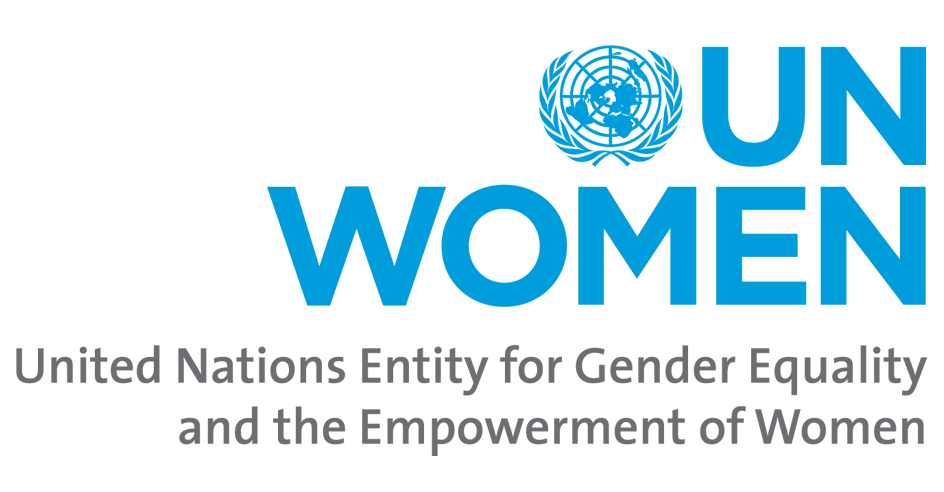 UN
WOMEN
United Nations Entity for Gender Equality
and the Empowerment of Women